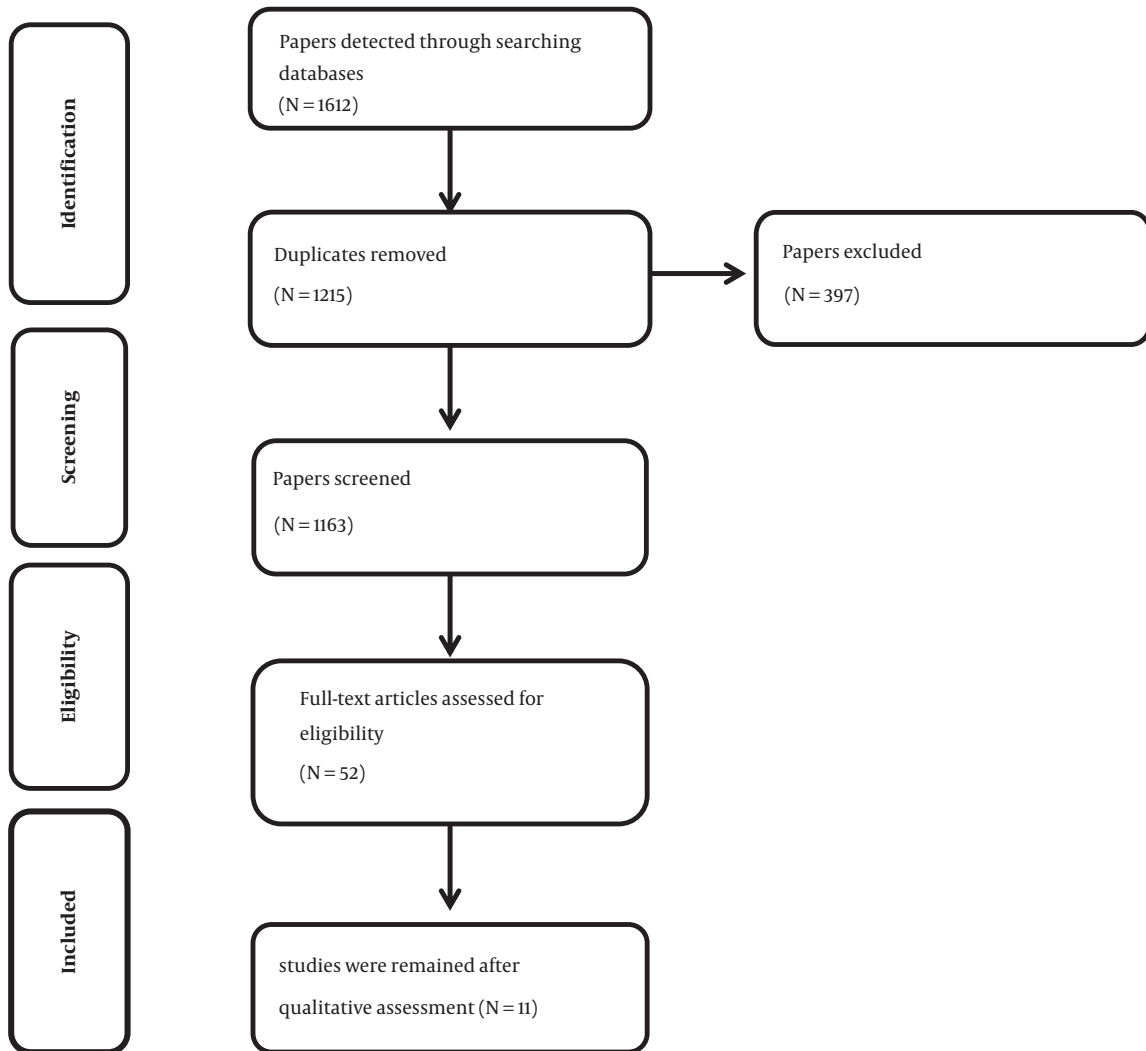 Identification
Papers detected through searching
databases
(N = 1612)
Duplicates removed
(N = 1215)
Papers excluded
(N = 397)
Screening
Papers screened
(N = 1163)
Eligibility
Full-text articles assessed for
eligibility
(N = 52)
Included
studies were remained after
qualitative assessment (N = 11)